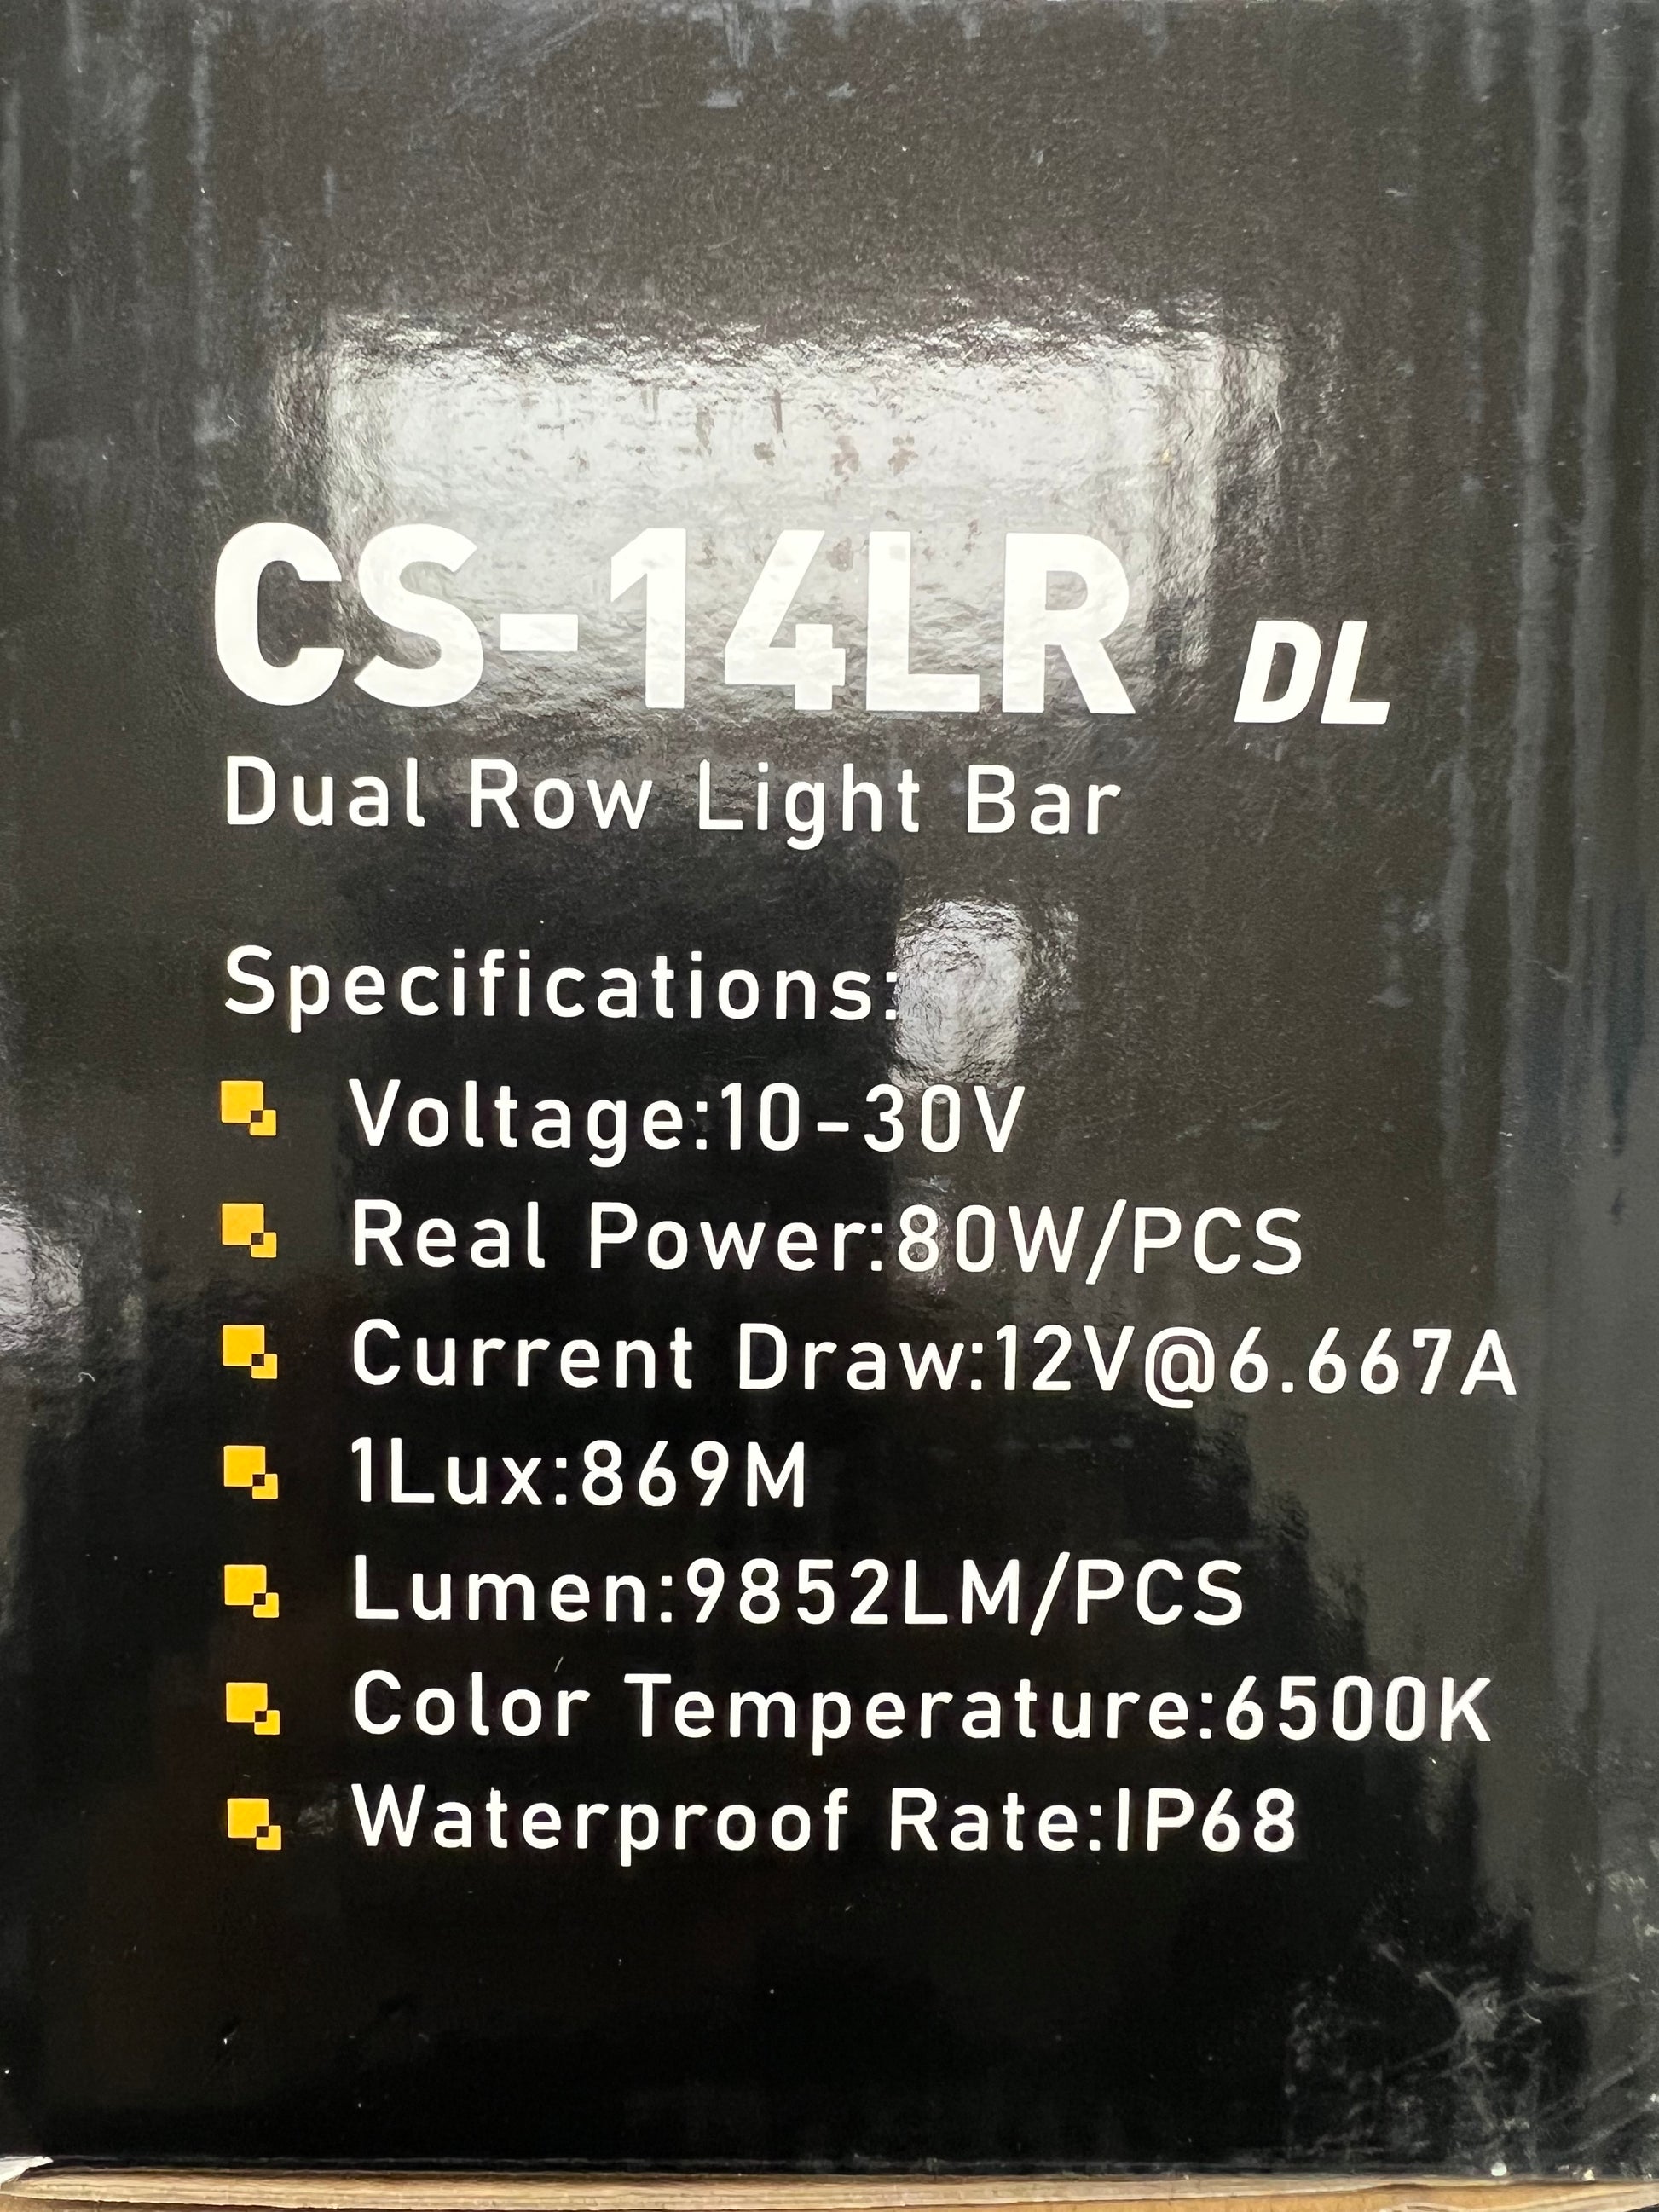 CS-14LR DL
Dual Row Light Bar
Specifications:
Voltage:10-30V
Real Power:80W/PCS
Current Draw:12V@6.667A
1Lux:869M
Lumen:9852LM/PCS
Color Temperature:6500K
Waterproof Rate:IP68